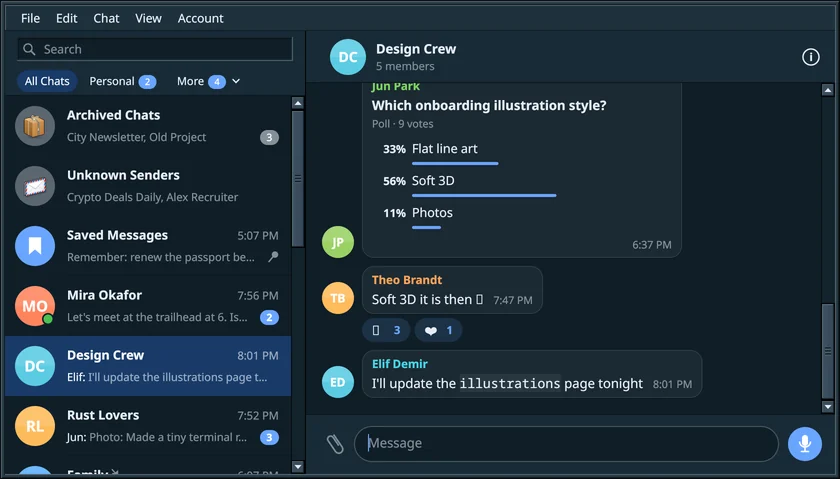 File Edit Chat View Account
Search
All Chats Personal 2 More 4
Archived Chats
City Newsletter, Old Project 3
Unknown Senders
Crypto Deals Daily, Alex Recruiter
Saved Messages 5:07 PM
Remember: renew the passport be...
MO Mira Okafor 7:56 PM
Let's meet at the trailhead at 6. Is... 2
DC Design Crew 8:01 PM
Elif: I'll update the illustrations page t...
RL Rust Lovers 7:52 PM
Jun: Photo: Made a tiny terminal r... 3
Family 6:07 PM
DC Design Crew
5 members
Jun Park
Which onboarding illustration style?
Poll · 9 votes
33% Flat line art
56% Soft 3D
11% Photos
JP 6:37 PM
Theo Brandt
TB Soft 3D it is then 7:47 PM
3 ❤ 1
Elif Demir
ED I'll update the illustrations page tonight 8:01 PM
Message